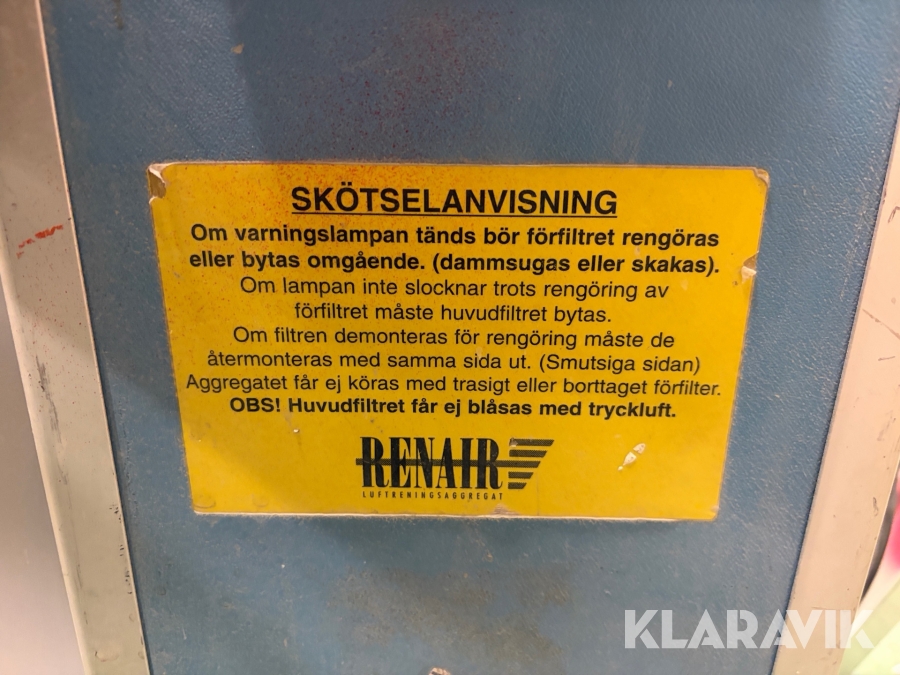 SKÖTSELANVISNING
Om varningslampan tänds bör förfiltret rengöras
eller bytas omgående. (dammsugas eller skakas).
Om lampan inte slocknar trots rengöring av
förfiltret måste huvudfiltret bytas.
Om filtren demonteras för rengöring måste de
återmonteras med samma sida ut. (Smutsiga sidan)
Aggregatet får ej köras med trasigt eller borttaget förfilter.
OBS! Huvudfiltret får ej blåsas med tryckluft.
RENAIR
LUFTRENINGSAGGREGAT
KLARAVIK